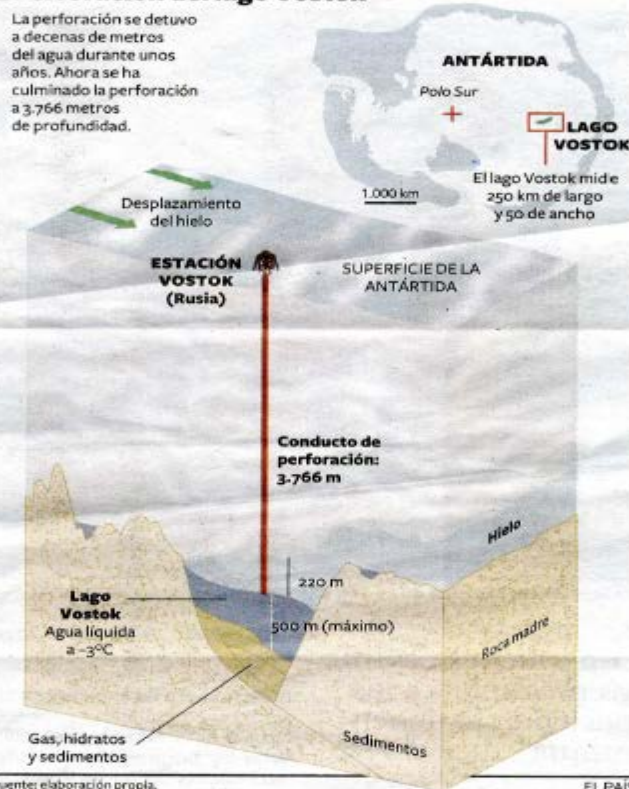 La perforación se detuvo
a decenas de metros
del agua durante unos
años. Ahora se ha
culminado la perforación
a 3.766 metros
de profundidad.
ANTÁRTIDA
Polo Sur
LAGO
VOSTOK
El lago Vostok mide
250 km de largo
y 50 de ancho
1.000 km
Desplazamiento
del hielo
ESTACIÓN
VOSTOK
(Rusia)
SUPERFICIE DE LA
ANTÁRTIDA
Conducto de
perforación:
3.766 m
Hielo
220 m
Lago
Vostok
Agua líquida
a -3ºC
500 m (máximo)
Roca madre
Gas, hidratos
y sedimentos
Sedimentos
uente: elaboración propia.
EL PAÍS